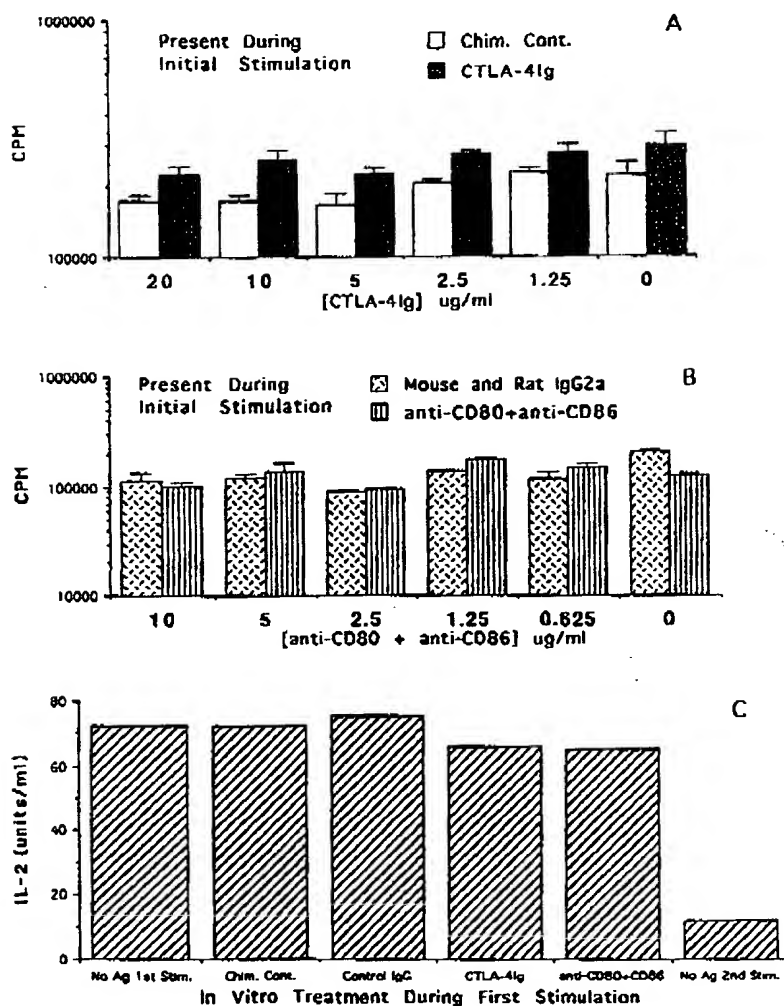 A
1000000
Present During
Initial Stimulation
Chim. Cont.
CTLA-4Ig
CPM
100000
20 10 5 2.5 1.25 0
[CTLA-4Ig] ug/ml
B
1000000
Present During
Initial Stimulation
Mouse and Rat IgG2a
anti-CD80+anti-CD86
CPM
100000
10000
10 5 2.5 1.25 0.625 0
[anti-CD80 + anti-CD86] ug/ml
C
80
60
40
20
0
IL-2 (units/ml)
No Ag 1st Stim. Chim. Cont. Control IgG CTLA-4Ig anti-CD80+CD86 No Ag 2nd Stim.
In Vitro Treatment During First Stimulation